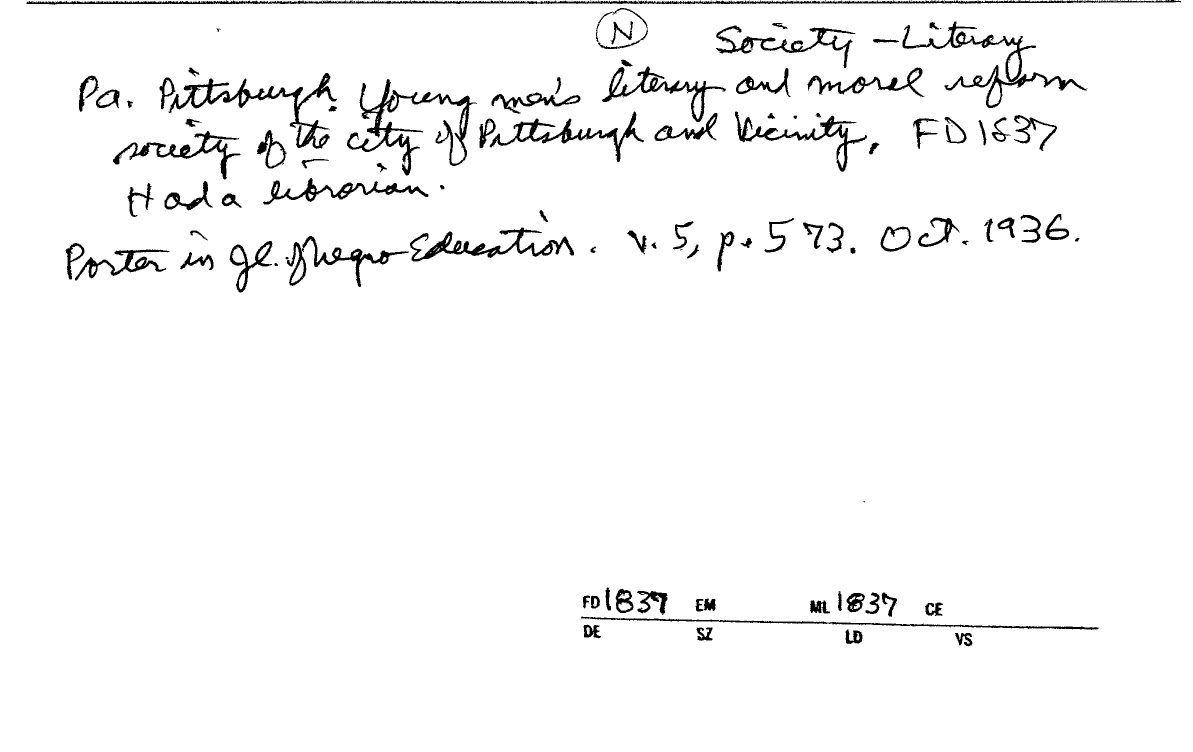 (N) Society - Literary
Pa. Pittsburgh. Young men's literary and moral reform
society of the city of Pittsburgh and Vicinity. FD 1837
Had a librarian.
Porter in Jl. of Negro Education. v. 5, p. 573. Oct. 1936.
FD 1837 EM ML 1837 CE
DE SZ LD VS